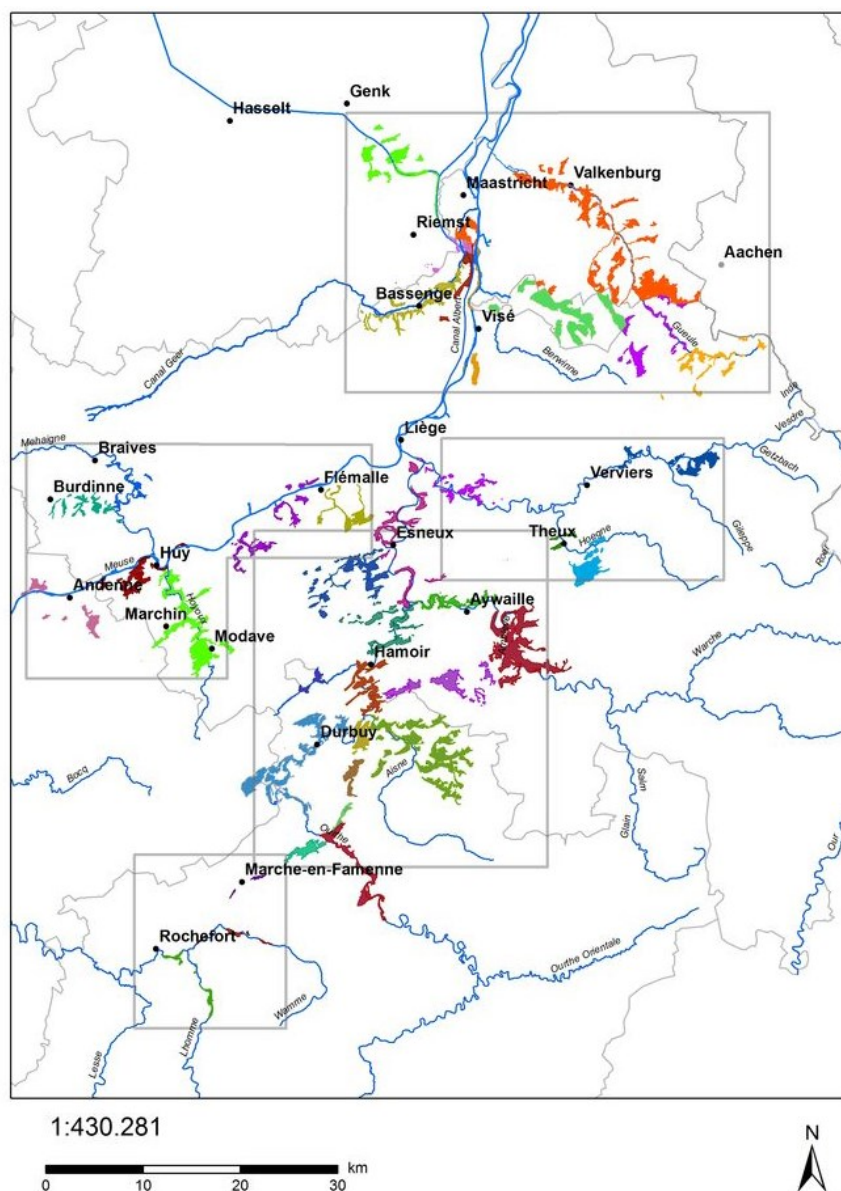 Genk
Hasselt
Valkenburg
Maastricht
Riemst
Aachen
Bassenge
Canal Albert
Visé
Gueule
Berwinne
Canal Geer
Inde
Liège
Mehaigne
Vesdre
Braives
Getzbach
Flémalle
Verviers
Burdinne
Esneux
Theux
Hoegne
Gileppe
Meuse
Huy
Roer
Andenne
Hoyoux
Aywaille
Marchin
Modave
Hamoir
Warche
Durbuy
Bocq
Aisne
Salm
Glain
Ourthe
Our
Marche-en-Famenne
Rochefort
Ourthe Orientale
Wamme
Lesse
Lhomme
1:430.281
N
km
0 10 20 30